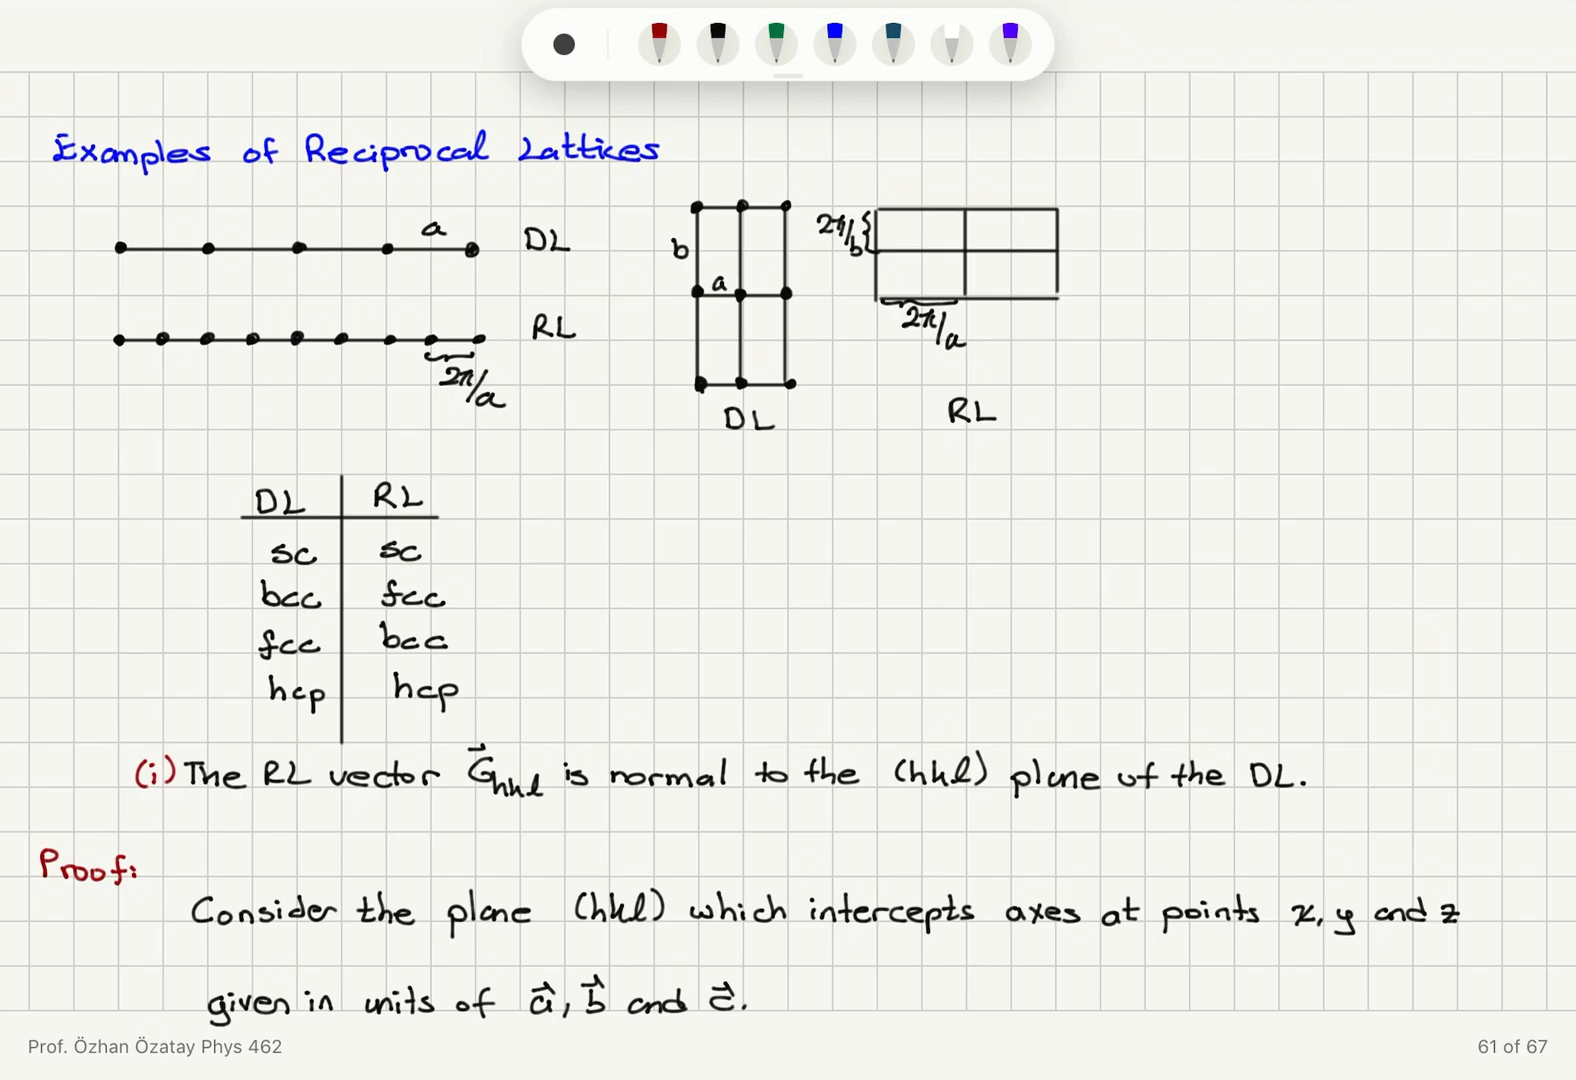 Examples of Reciprocal Lattices
a DL
RL
2π/a
b a
DL
2π/b
2π/a
RL
DL RL
sc sc
bcc fcc
fcc bcc
hcp hcp
(i) The RL vector G⃗hkl is normal to the (hkl) plane of the DL.
Proof:
Consider the plane (hkl) which intercepts axes at points x, y and z
given in units of a⃗, b⃗ and c⃗.
Prof. Özhan Özatay Phys 462
61 of 67